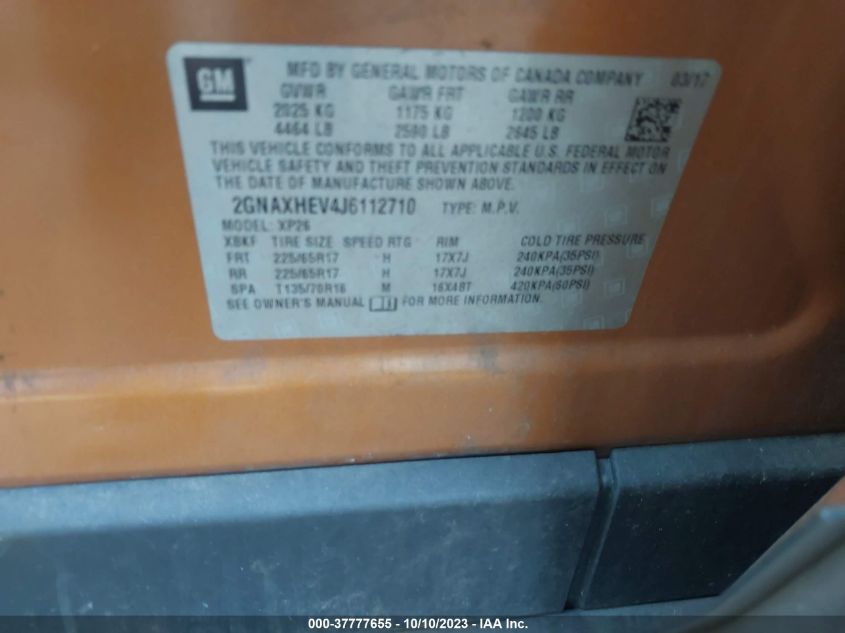 GM
MFD BY GENERAL MOTORS OF CANADA COMPANY 03/17
GVWR GAWR FRT GAWR RR
2025 KG 1175 KG 1200 KG
4464 LB 2590 LB 2645 LB
THIS VEHICLE CONFORMS TO ALL APPLICABLE U.S. FEDERAL MOTOR
VEHICLE SAFETY AND THEFT PREVENTION STANDARDS IN EFFECT ON
THE DATE OF MANUFACTURE SHOWN ABOVE.
2GNAXHEV4J6112710 TYPE: M.P.V.
MODEL: XP26
XBKF TIRE SIZE SPEED RTG RIM COLD TIRE PRESSURE
FRT 225/65R17 H 17X7J 240KPA(35PSI)
RR 225/65R17 H 17X7J 240KPA(35PSI)
SPA T135/70R16 M 16X4BT 420KPA(60PSI)
SEE OWNER'S MANUAL FOR MORE INFORMATION.
000-37777655 - 10/10/2023 - IAA Inc.